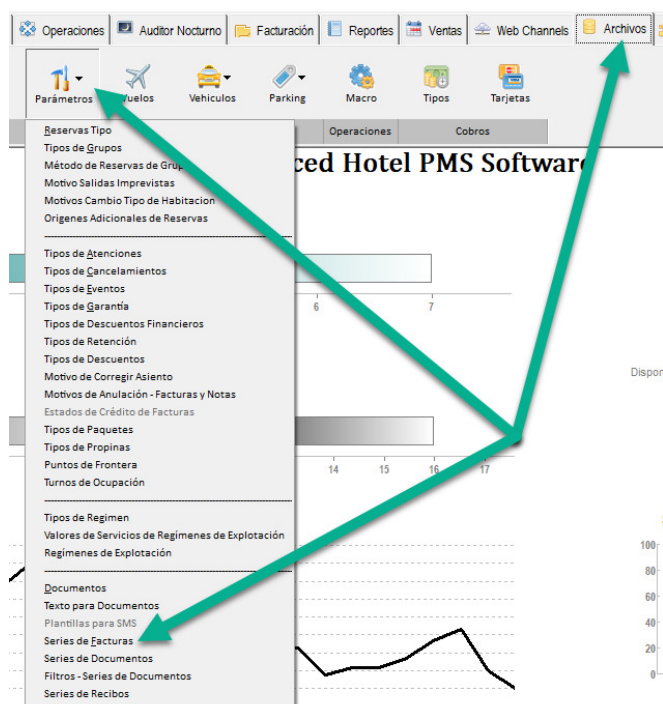 Operaciones Auditor Nocturno Facturación Reportes Ventas Web Channels Archivos
Parámetros Vuelos Vehiculos Parking Macro Tipos Tarjetas
Operaciones Cobros
Reservas Tipo
Tipos de Grupos
Método de Reservas de
Motivo Salidas Imprevistas
Motivos Cambio Tipo de Habitacion
Origenes Adicionales de Reservas
ced Hotel PMS Software
Tipos de Atenciones
Tipos de Cancelamientos
Tipos de Eventos
Tipos de Garantía
6 7
Tipos de Descuentos Financieros
Tipos de Retención
Tipos de Descuentos
Dispon
Motivo de Corregir Asiento
Motivos de Anulación - Facturas y Notas
Estados de Crédito de Facturas
Tipos de Paquetes
Tipos de Propinas
Puntos de Frontera
14 15 16 17
Turnos de Ocupación
Tipos de Regimen
Valores de Servicios de Regímenes de Explotación
Regímenes de Explotación
100
80
60
40
20
0
Documentos
Texto para Documentos
Plantillas para SMS
Series de Facturas
Series de Documentos
Filtros - Series de Documentos
Series de Recibos